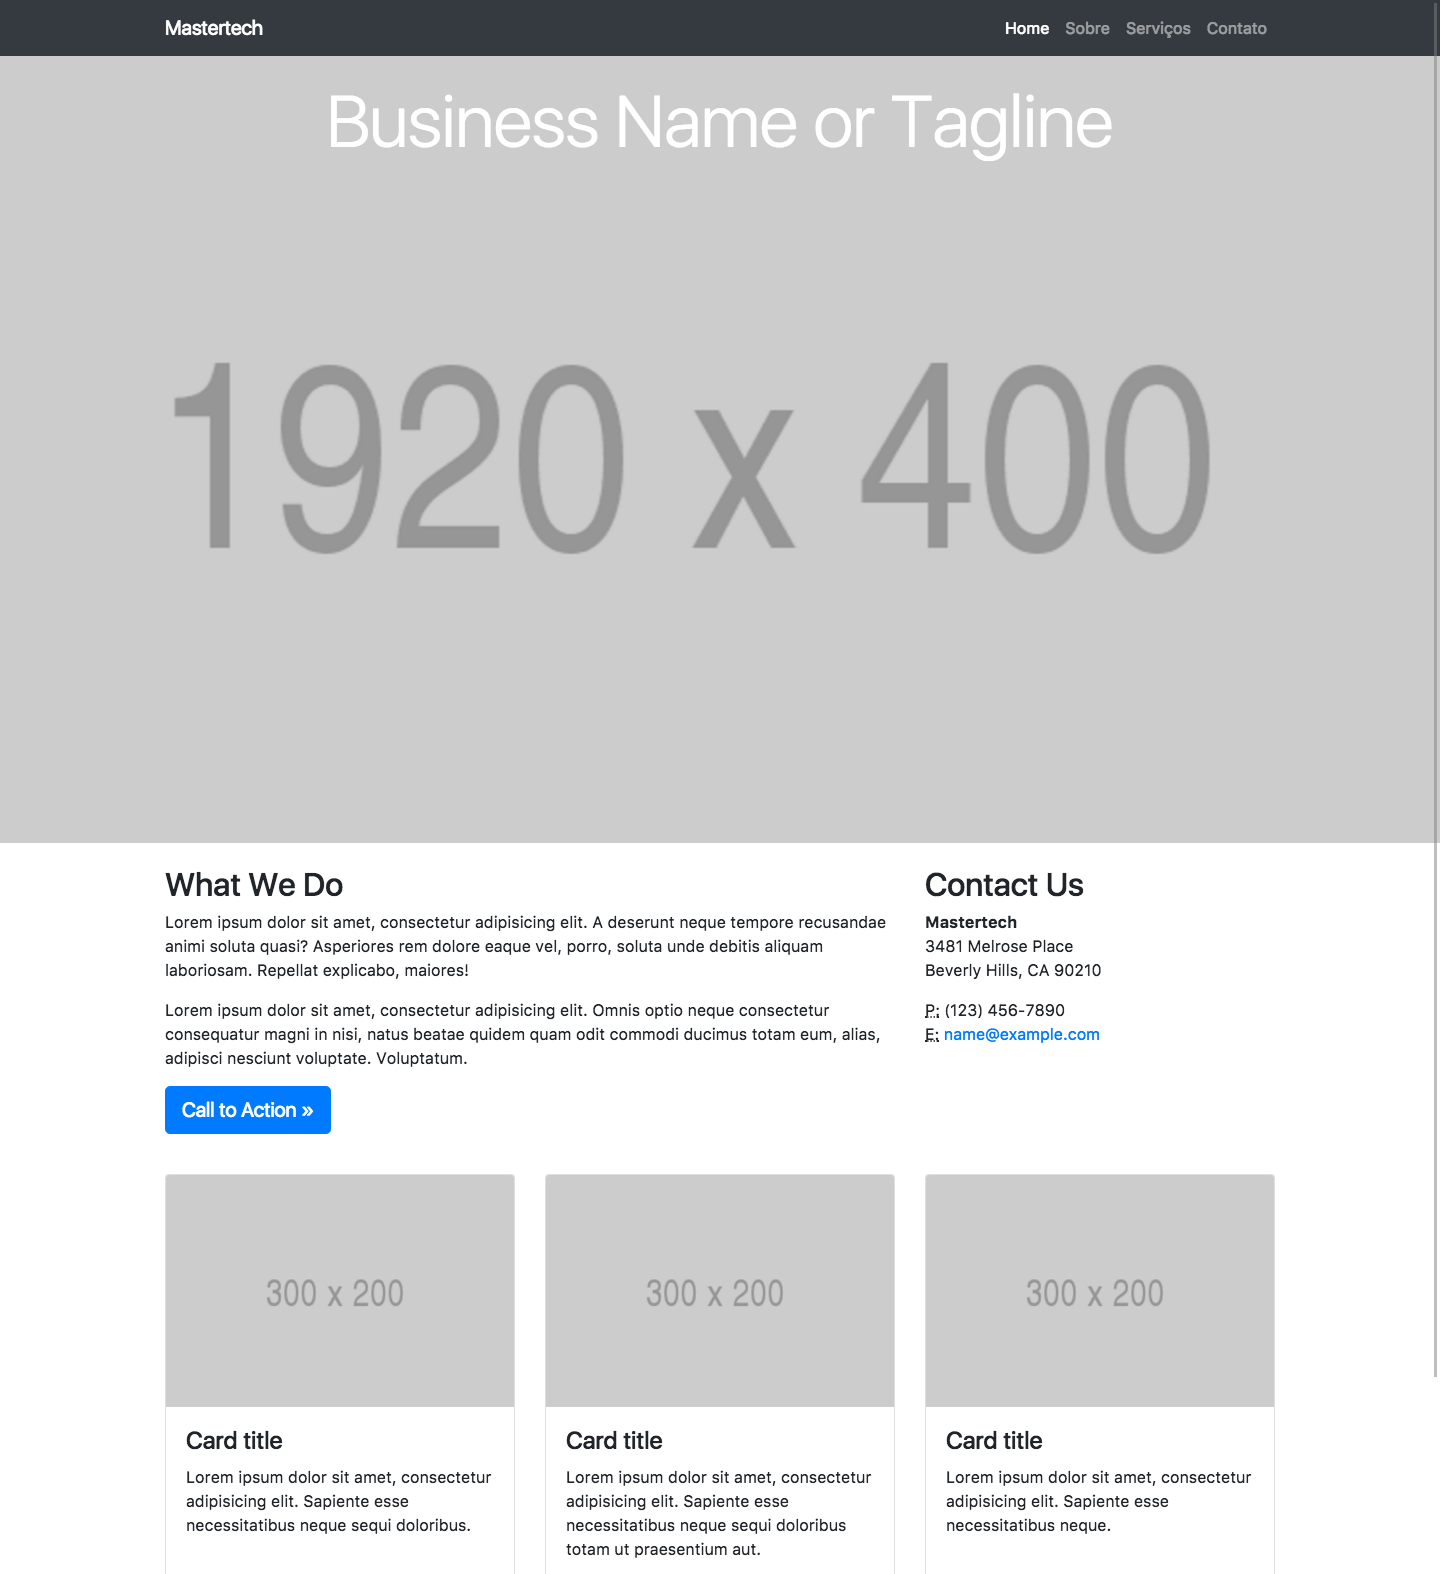 Mastertech
Home Sobre Serviços Contato
Business Name or Tagline
1920 x 400
What We Do
Lorem ipsum dolor sit amet, consectetur adipisicing elit. A deserunt neque tempore recusandae
animi soluta quasi? Asperiores rem dolore eaque vel, porro, soluta unde debitis aliquam
laboriosam. Repellat explicabo, maiores!
Lorem ipsum dolor sit amet, consectetur adipisicing elit. Omnis optio neque consectetur
consequatur magni in nisi, natus beatae quidem quam odit commodi ducimus totam eum, alias,
adipisci nesciunt voluptate. Voluptatum.
Call to Action »
Contact Us
Mastertech
3481 Melrose Place
Beverly Hills, CA 90210
P: (123) 456-7890
E: name@example.com
300 x 200
Card title
Lorem ipsum dolor sit amet, consectetur
adipisicing elit. Sapiente esse
necessitatibus neque sequi doloribus.
300 x 200
Card title
Lorem ipsum dolor sit amet, consectetur
adipisicing elit. Sapiente esse
necessitatibus neque sequi doloribus
totam ut praesentium aut.
300 x 200
Card title
Lorem ipsum dolor sit amet, consectetur
adipisicing elit. Sapiente esse
necessitatibus neque.